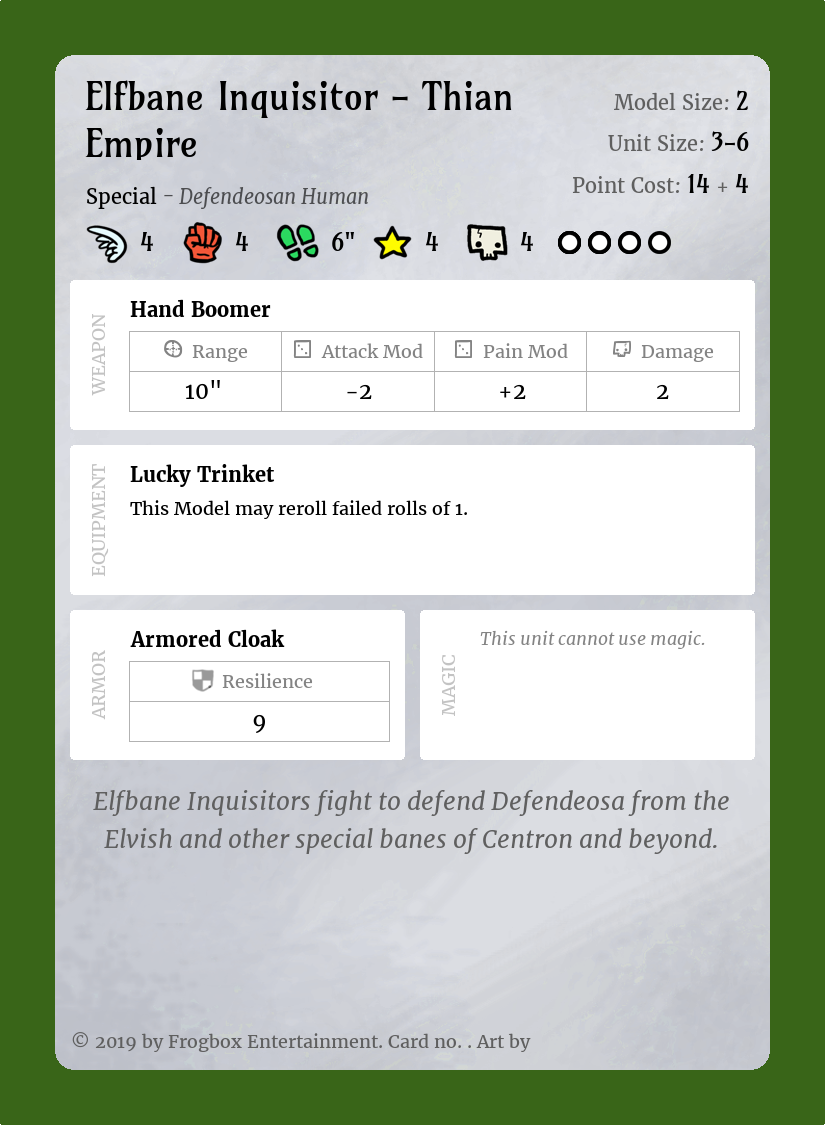 Elfbane Inquisitor – Thian
Empire
Model Size: 2
Unit Size: 3–6
Point Cost: 14 + 4
Special – Defendeosan Human
4 4 6" 4 4
WEAPON
Hand Boomer
Range Attack Mod Pain Mod Damage
10" -2 +2 2
EQUIPMENT
Lucky Trinket
This Model may reroll failed rolls of 1.
ARMOR
Armored Cloak
Resilience
9
MAGIC
This unit cannot use magic.
Elfbane Inquisitors fight to defend Defendeosa from the
Elvish and other special banes of Centron and beyond.
© 2019 by Frogbox Entertainment. Card no. . Art by